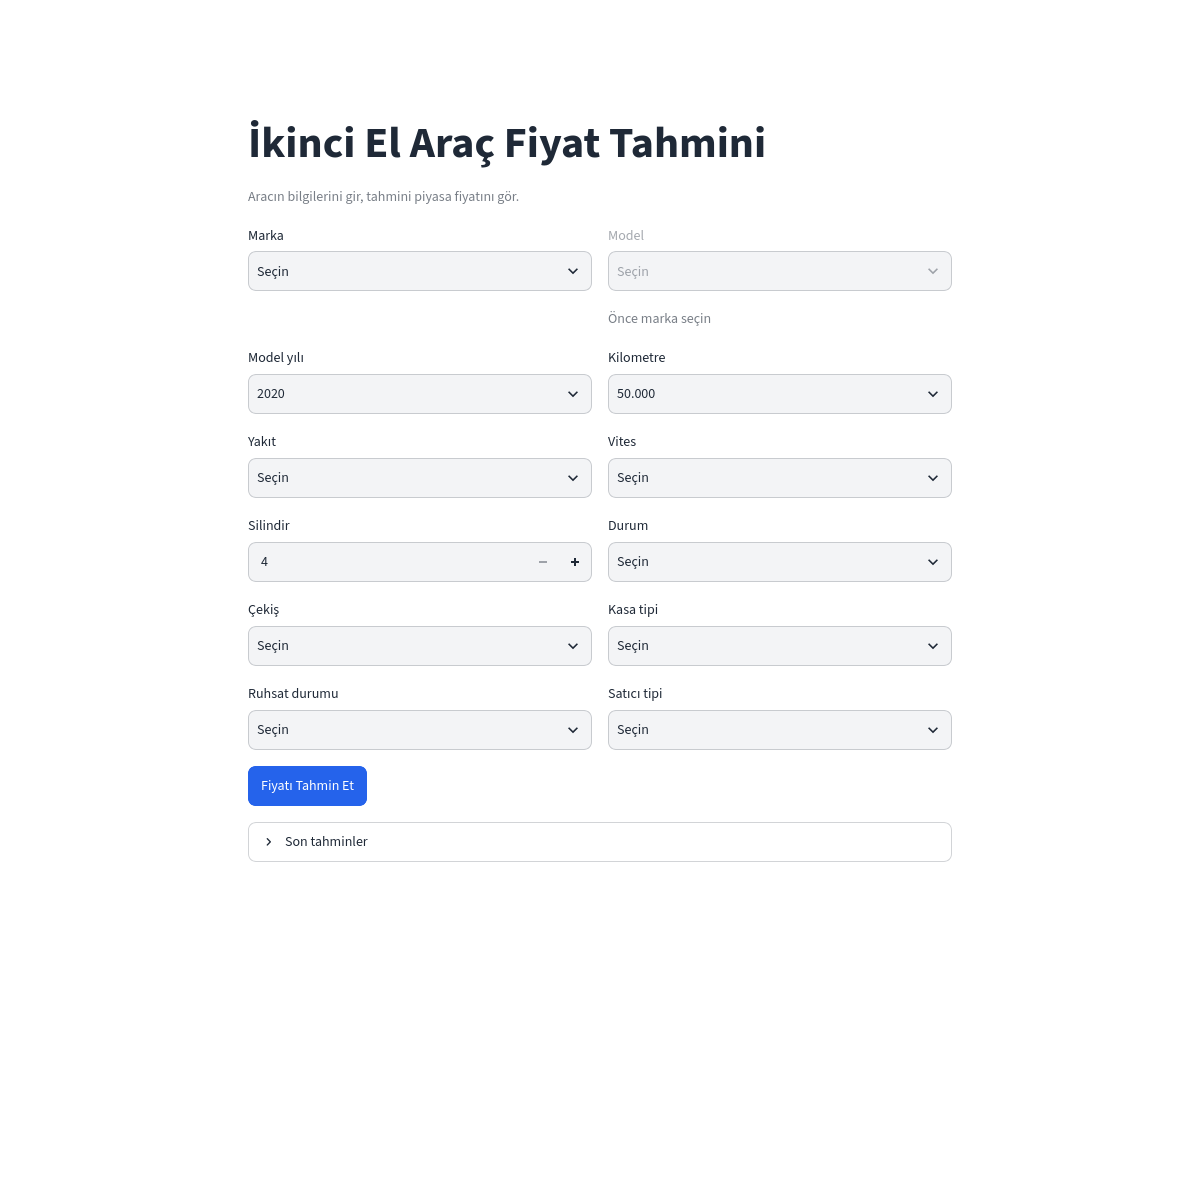 İkinci El Araç Fiyat Tahmini
Aracın bilgilerini gir, tahmini piyasa fiyatını gör.
Marka
Model
Seçin
Seçin
Önce marka seçin
Model yılı
Kilometre
2020
50.000
Yakıt
Vites
Seçin
Seçin
Silindir
Durum
4
Seçin
Çekiş
Kasa tipi
Seçin
Seçin
Ruhsat durumu
Satıcı tipi
Seçin
Seçin
Fiyatı Tahmin Et
Son tahminler